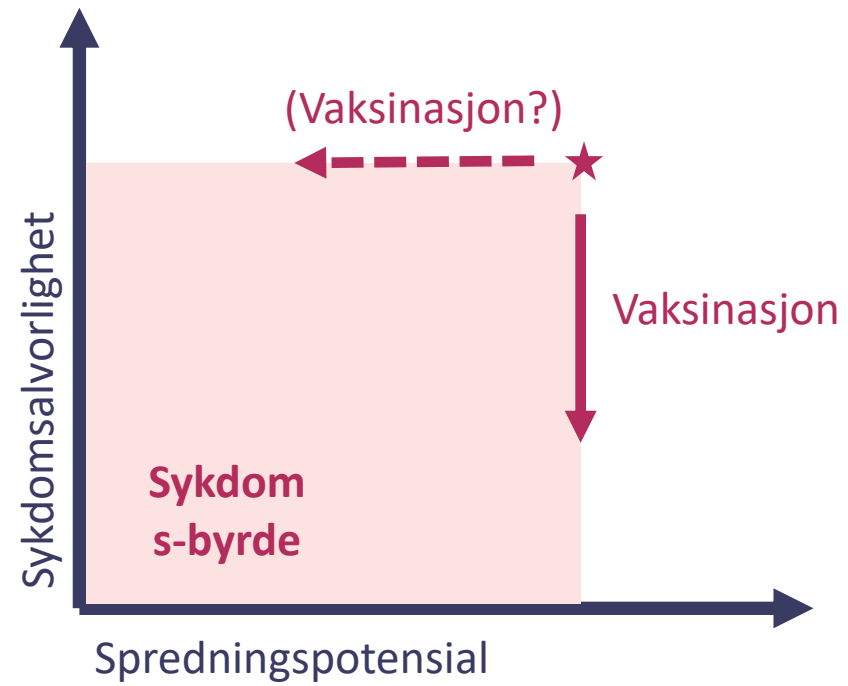 (Vaksinasjon?)
Vaksinasjon
Sykdomsalvorlighet
Sykdom
s-byrde
Spredningspotensial